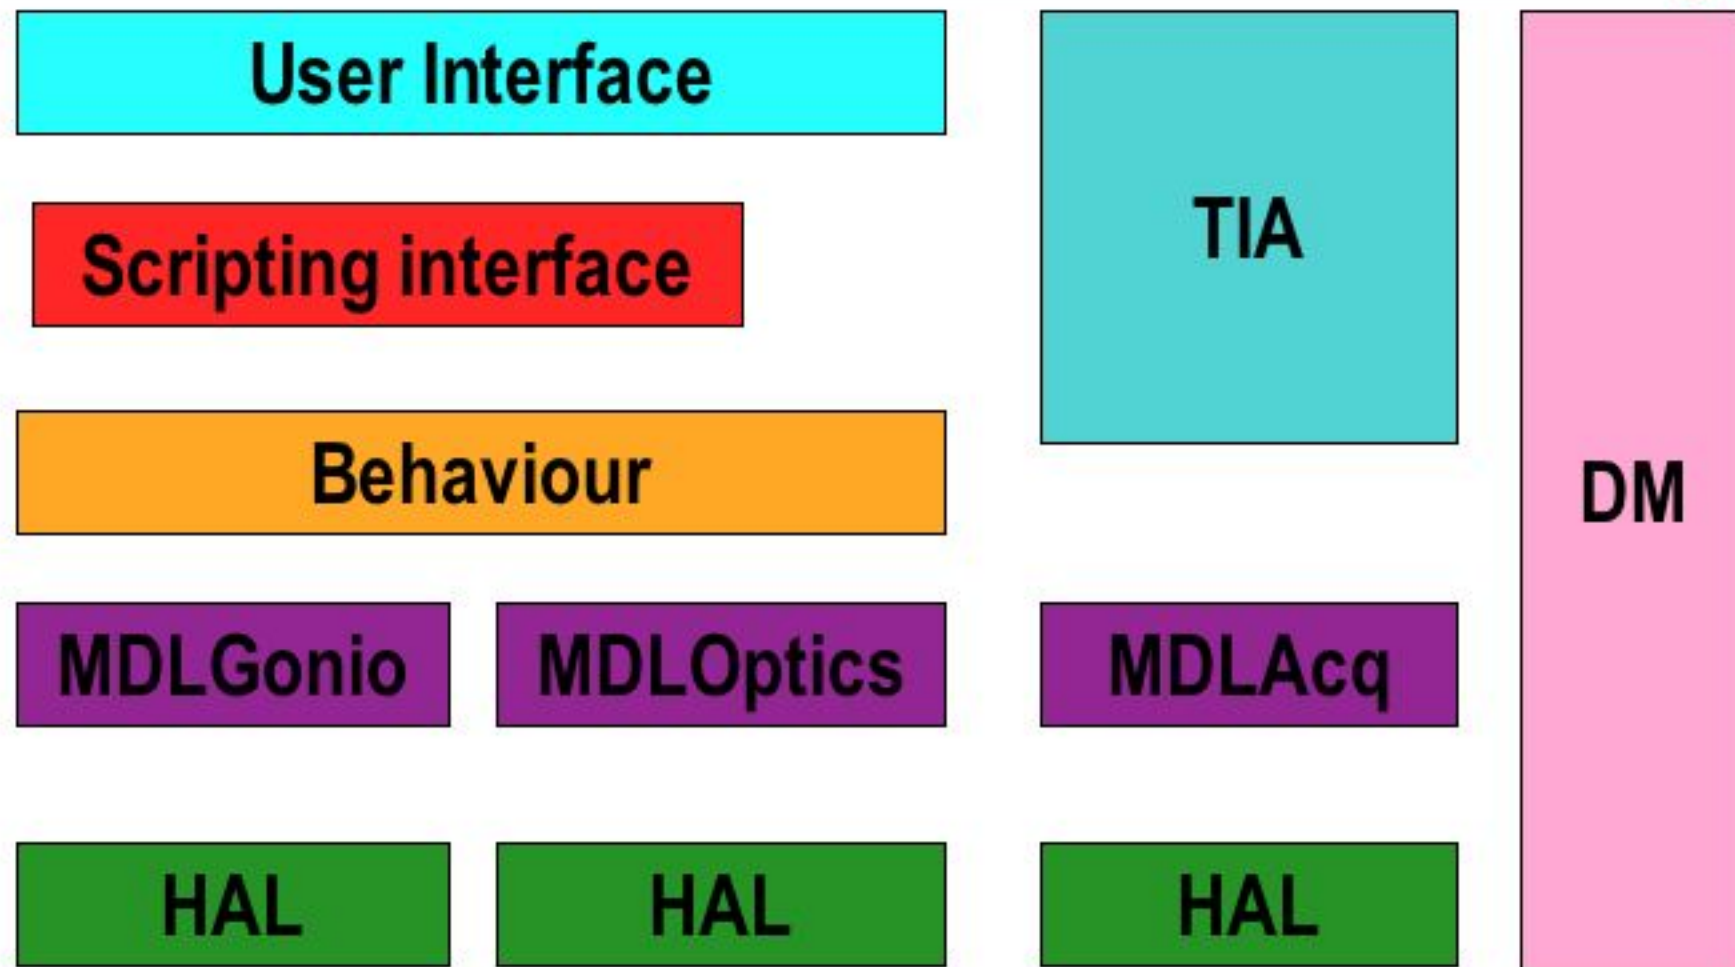 User Interface
TIA
Scripting interface
Behaviour
DM
MDLGonio
MDLOptics
MDLAcq
HAL
HAL
HAL